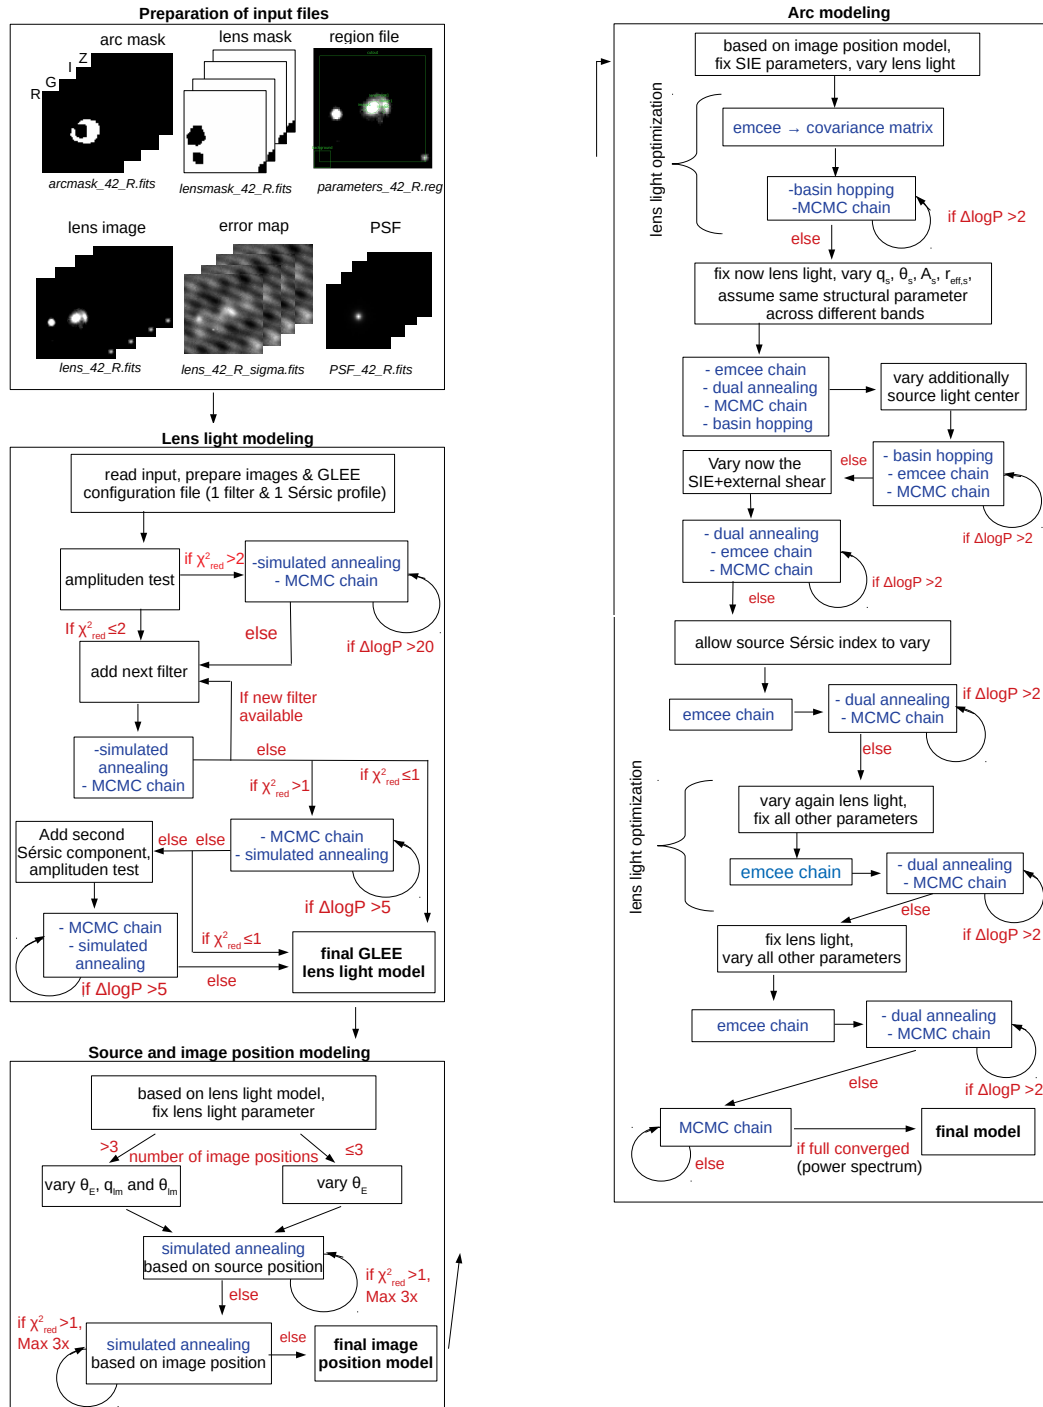 Preparation of input files
arc mask
lens mask
region file
R
G
I
Z
arcmask_42_R.fits
lensmask_42_R.fits
parameters_42_R.reg
lens image
error map
PSF
lens_42_R.fits
lens_42_R_sigma.fits
PSF_42_R.fits
Lens light modeling
read input, prepare images & GLEE
configuration file (1 filter & 1 Sérsic profile)
amplituden test
if χ²red >2
-simulated annealing
- MCMC chain
if ΔlogP >20
else
If χ²red ≤2
add next filter
If new filter
available
-simulated
annealing
- MCMC chain
else
if χ²red >1
if χ²red ≤1
- MCMC chain
- simulated annealing
if ΔlogP >5
else
else
Add second
Sérsic component,
amplituden test
- MCMC chain
- simulated
annealing
if ΔlogP >5
if χ²red ≤1
else
final GLEE
lens light model
Source and image position modeling
based on lens light model,
fix lens light parameter
>3
number of image positions
≤3
vary θE, qlm and θlm
vary θE
simulated annealing
based on source position
if χ²red >1,
Max 3x
else
if χ²red >1,
Max 3x
simulated annealing
based on image position
else
final image
position model
Arc modeling
based on image position model,
fix SIE parameters, vary lens light
lens light optimization
emcee → covariance matrix
-basin hopping
-MCMC chain
if ΔlogP >2
else
fix now lens light, vary qs, θs, As, reff,s,
assume same structural parameter
across different bands
- emcee chain
- dual annealing
- MCMC chain
- basin hopping
vary additionally
source light center
- basin hopping
- emcee chain
- MCMC chain
if ΔlogP >2
else
Vary now the
SIE+external shear
- dual annealing
- emcee chain
- MCMC chain
if ΔlogP >2
else
allow source Sérsic index to vary
emcee chain
- dual annealing
- MCMC chain
if ΔlogP >2
else
lens light optimization
vary again lens light,
fix all other parameters
emcee chain
- dual annealing
- MCMC chain
if ΔlogP >2
else
fix lens light,
vary all other parameters
emcee chain
- dual annealing
- MCMC chain
if ΔlogP >2
else
MCMC chain
else
if full converged
(power spectrum)
final model